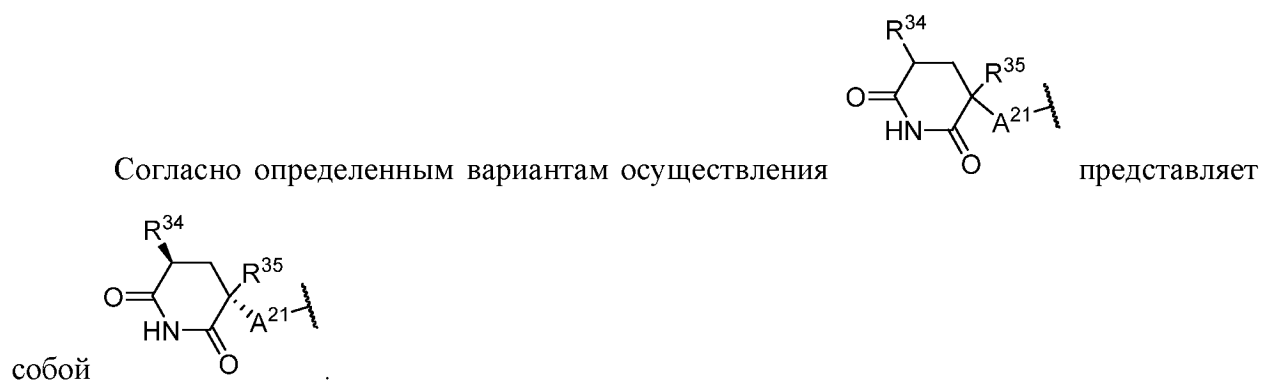 R³⁴
R³⁵
O
HN
A²¹
O
Согласно определенным вариантам осуществления представляет
R³⁴
R³⁵
O
HN
A²¹
O
собой .